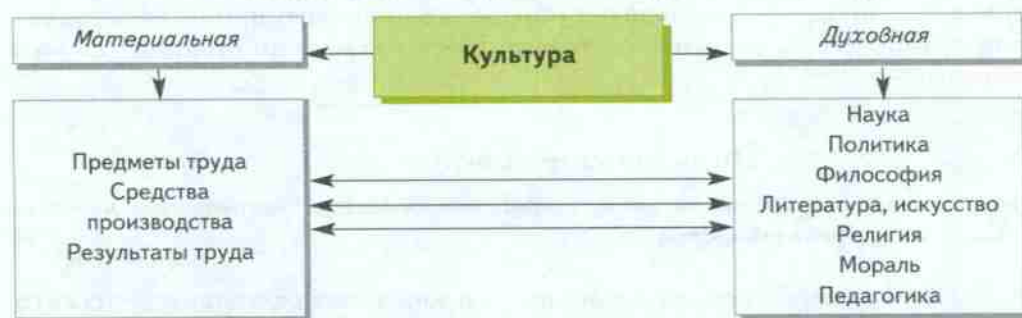 Материальная
Культура
Духовная
Предметы труда
Средства
производства
Результаты труда
Наука
Политика
Философия
Литература, искусство
Религия
Мораль
Педагогика